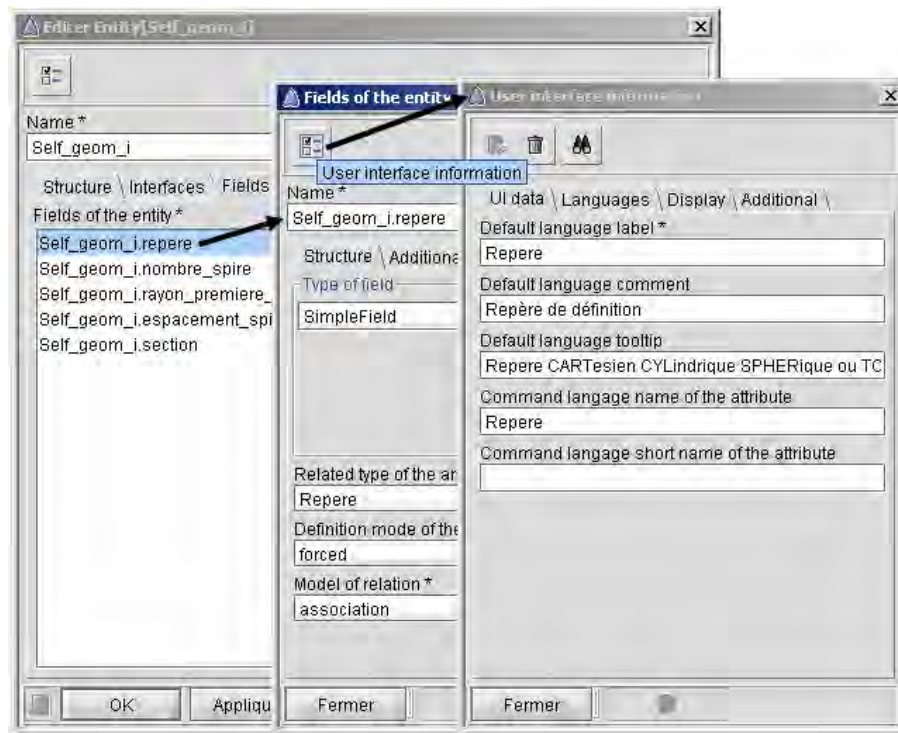 Editer Entity[Self_geom_i]
Name *
Self_geom_i
Structure \ Interfaces \ Fields
Fields of the entity *
Self_geom_i.repere
Self_geom_i.nombre_spire
Self_geom_i.rayon_premiere_
Self_geom_i.espacement_spi
Self_geom_i.section
OK
Appliqu
Fields of the entity
User interface information
Name *
Self_geom_i.repere
Structure \ Additiona
Type of field
SimpleField
Related type of the ar
Repere
Definition mode of the
forced
Model of relation *
association
Fermer
User interface information
UI data \ Languages \ Display \ Additional \
Default language label *
Repere
Default language comment
Repère de définition
Default language tooltip
Repere CARTesien CYLindrique SPHERique ou TC
Command langage name of the attribute
Repere
Command langage short name of the attribute
Fermer